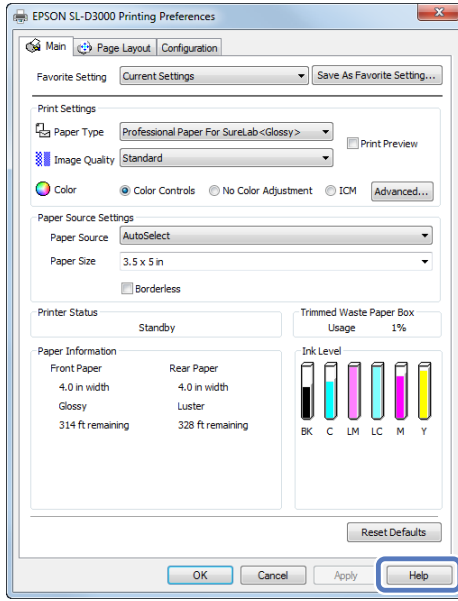 EPSON SL-D3000 Printing Preferences
Main Page Layout Configuration
Favorite Setting Current Settings Save As Favorite Setting...
Print Settings
Paper Type Professional Paper For SureLab<Glossy> Print Preview
Image Quality Standard
Color Color Controls No Color Adjustment ICM Advanced...
Paper Source Settings
Paper Source AutoSelect
Paper Size 3.5 x 5 in
Borderless
Printer Status Trimmed Waste Paper Box
Standby Usage 1%
Paper Information Ink Level
Front Paper Rear Paper
4.0 in width 4.0 in width
Glossy Luster
314 ft remaining 328 ft remaining
BK C LM LC M Y
Reset Defaults
OK Cancel Apply Help